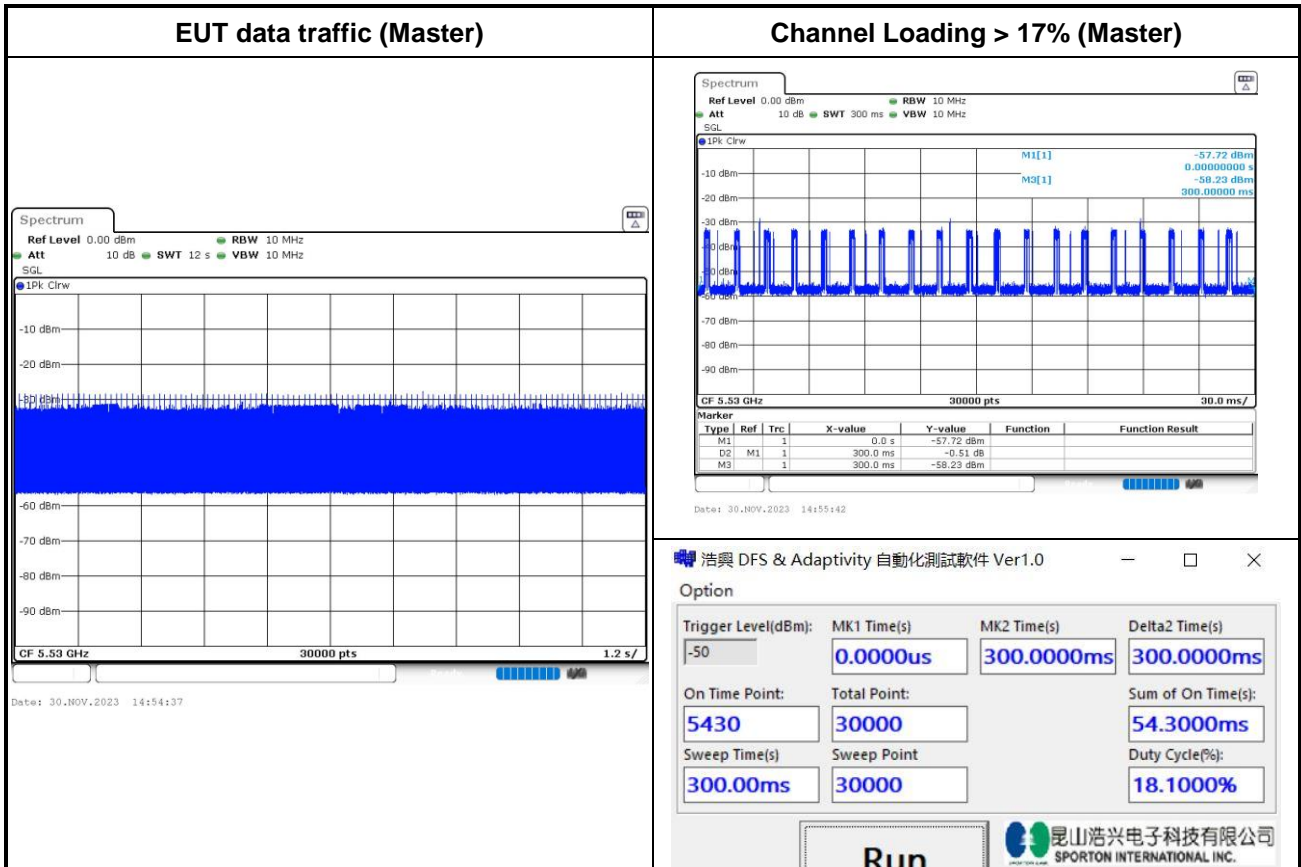 EUT data traffic (Master)
Channel Loading > 17% (Master)
Spectrum
Ref Level 0.00 dBm RBW 10 MHz
Att 10 dB SWT 12 s VBW 10 MHz
SGL
1Pk Clrw
-10 dBm
-20 dBm
-30 dBm
-60 dBm
-70 dBm
-80 dBm
-90 dBm
CF 5.53 GHz 30000 pts 1.2 s/
Date: 30.NOV.2023 14:54:37
Spectrum
Ref Level 0.00 dBm RBW 10 MHz
Att 10 dB SWT 300 ms VBW 10 MHz
SGL
1Pk Clrw
M1[1] -57.72 dBm
0.00000000 s
M3[1] -58.23 dBm
300.00000 ms
-10 dBm
-20 dBm
-30 dBm
-60 dBm
-70 dBm
-80 dBm
-90 dBm
CF 5.53 GHz 30000 pts 30.0 ms/
Marker
Type Ref Trc X-value Y-value Function Function Result
M1 1 0.0 s -57.72 dBm
D2 M1 1 300.0 ms -0.51 dB
M3 1 300.0 ms -58.23 dBm
Date: 30.NOV.2023 14:55:42
浩興 DFS & Adaptivity 自動化測試軟件 Ver1.0
Option
Trigger Level(dBm): MK1 Time(s) MK2 Time(s) Delta2 Time(s)
-50 0.0000us 300.0000ms 300.0000ms
On Time Point: Total Point: Sum of On Time(s):
5430 30000 54.3000ms
Sweep Time(s) Sweep Point Duty Cycle(%):
300.00ms 30000 18.1000%
Run
昆山浩兴电子科技有限公司
SPORTON INTERNATIONAL INC.